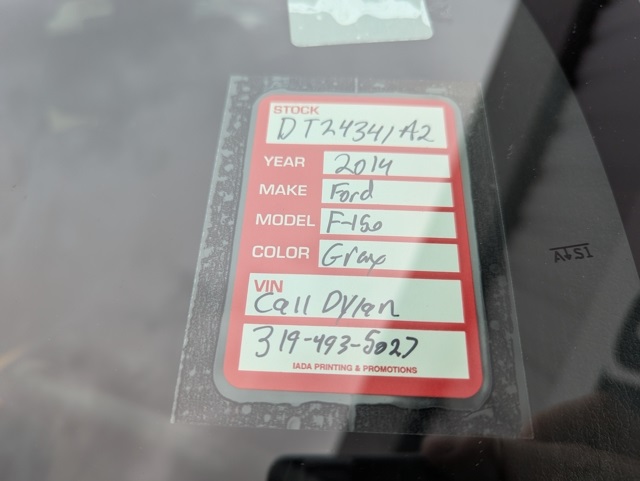 STOCK
DT24341A2
YEAR 2014
MAKE Ford
MODEL F-150
COLOR Gray
VIN
Call Dylan
319-493-5027
IADA PRINTING & PROMOTIONS